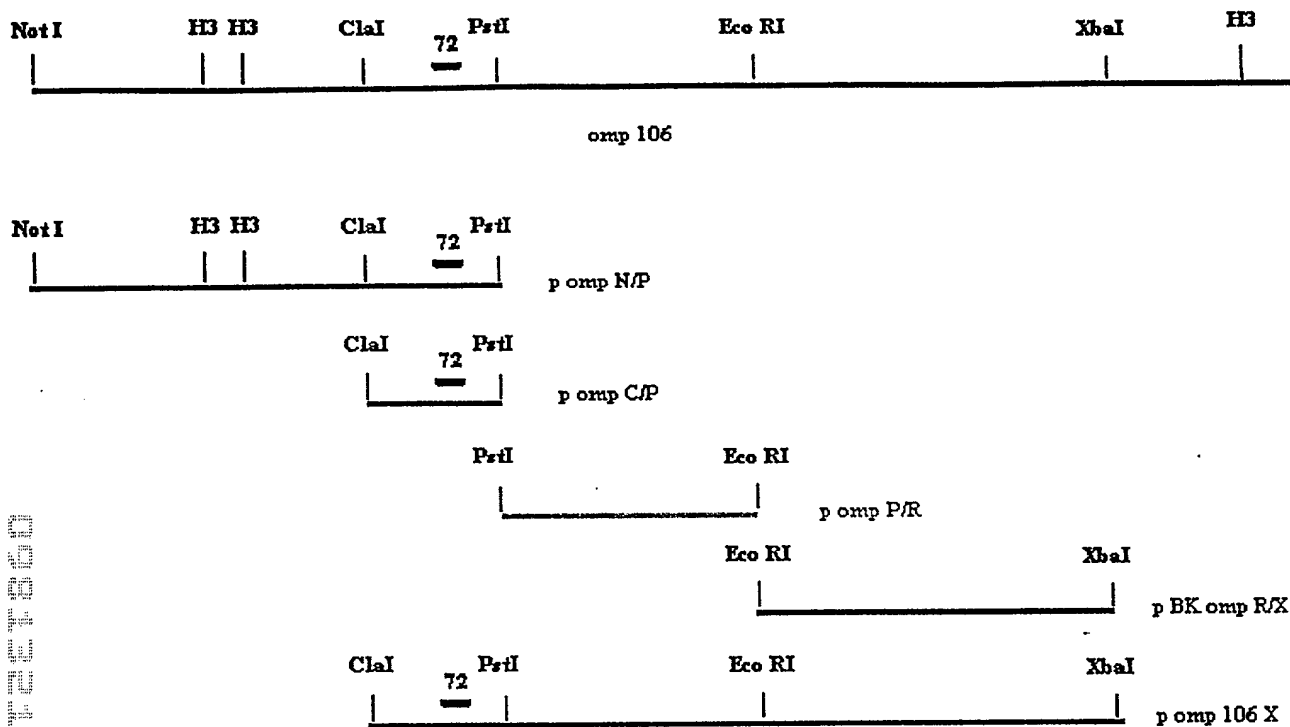 Not I H3 H3 ClaI 72 PstI Eco RI XbaI H3
omp 106
Not I H3 H3 ClaI 72 PstI
p omp N/P
ClaI 72 PstI
p omp C/P
PstI Eco RI
p omp P/R
Eco RI XbaI
p BK omp R/X
ClaI 72 PstI Eco RI XbaI
p omp 106 X